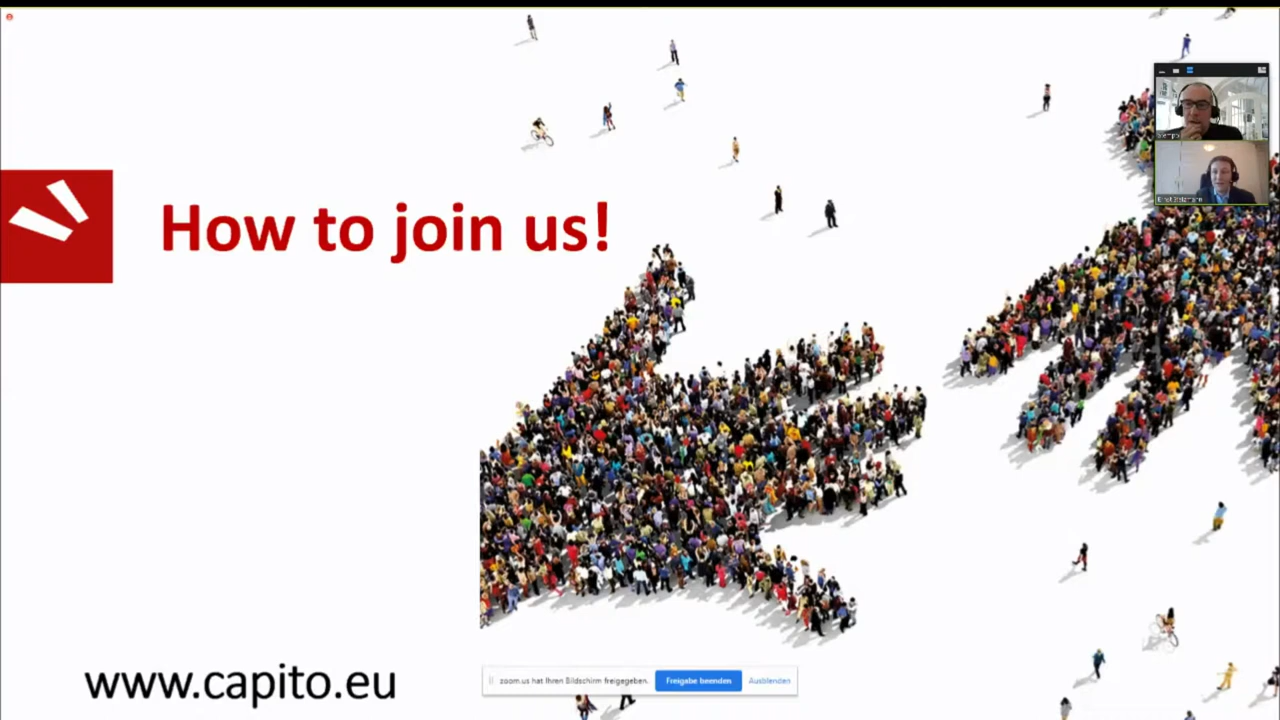 How to join us!
www.capito.eu
zoom.us hat Ihren Bildschirm freigegeben.
Freigabe beenden
Ausblenden